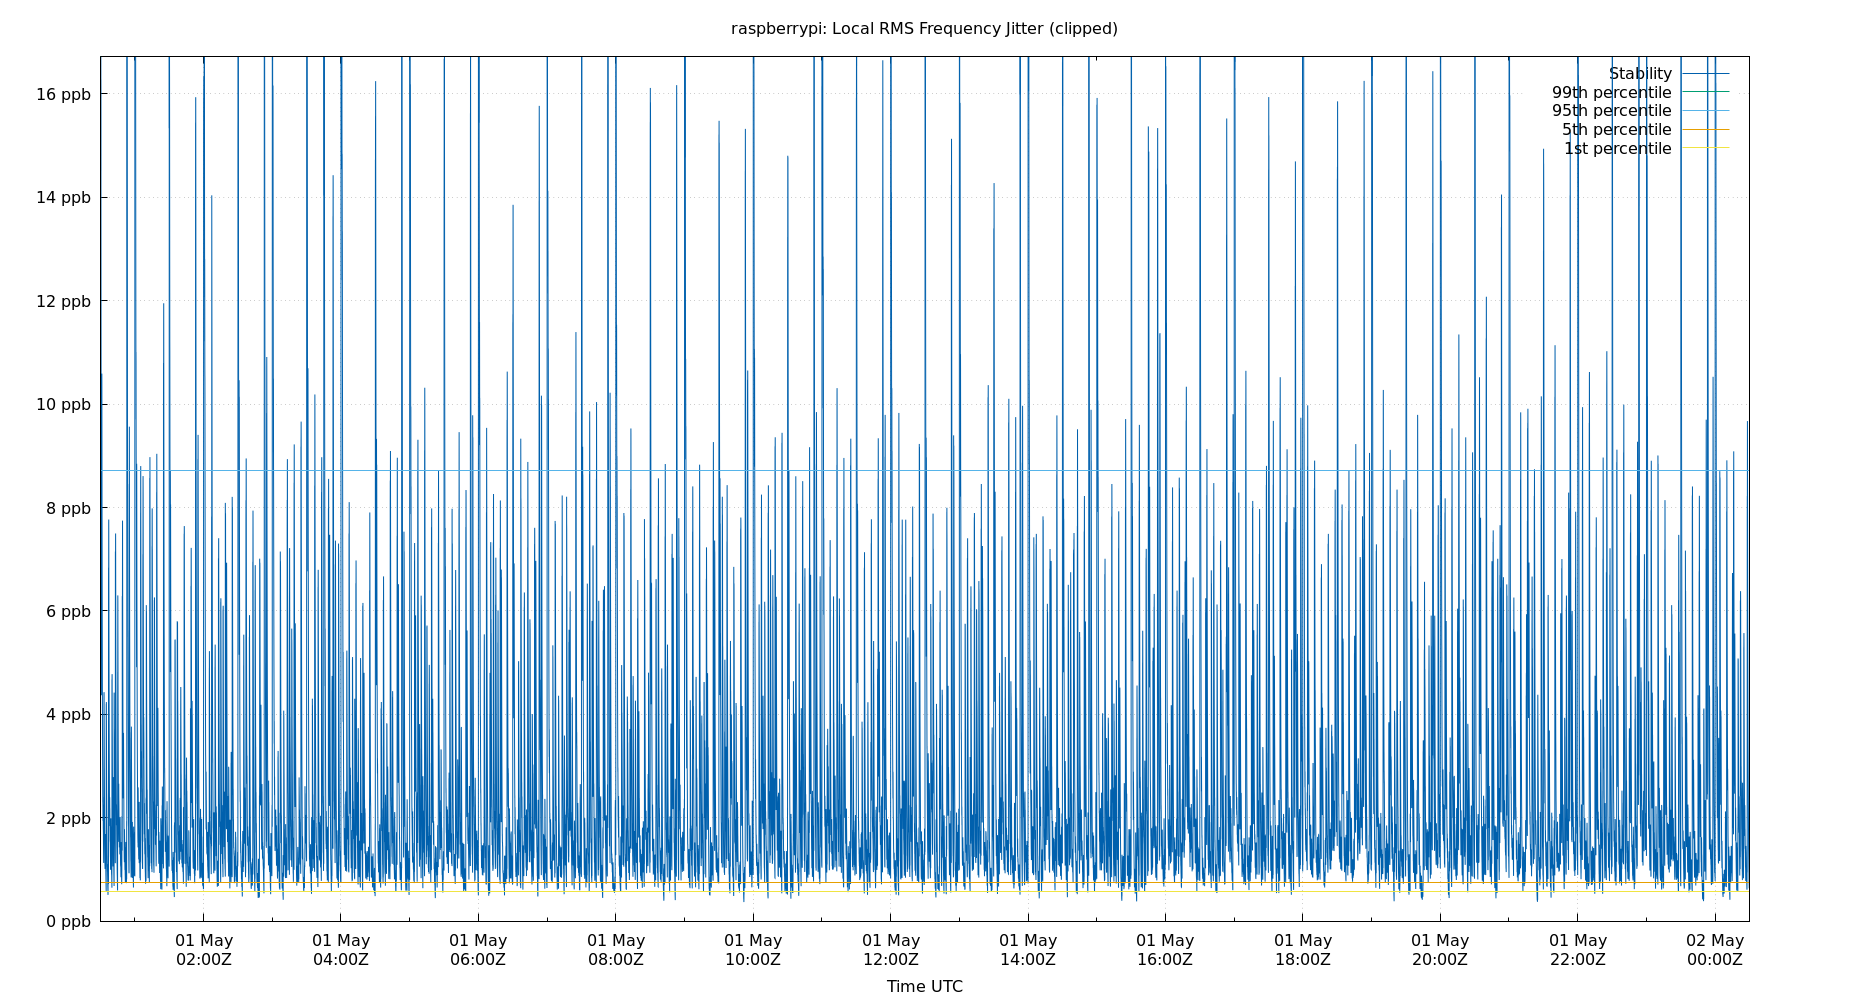 raspberrypi: Local RMS Frequency Jitter (clipped)
Stability
99th percentile
95th percentile
5th percentile
1st percentile
16 ppb
14 ppb
12 ppb
10 ppb
8 ppb
6 ppb
4 ppb
2 ppb
0 ppb
01 May 01 May 01 May 01 May 01 May 01 May 01 May 01 May 01 May 01 May 01 May 02 May
02:00Z 04:00Z 06:00Z 08:00Z 10:00Z 12:00Z 14:00Z 16:00Z 18:00Z 20:00Z 22:00Z 00:00Z
Time UTC